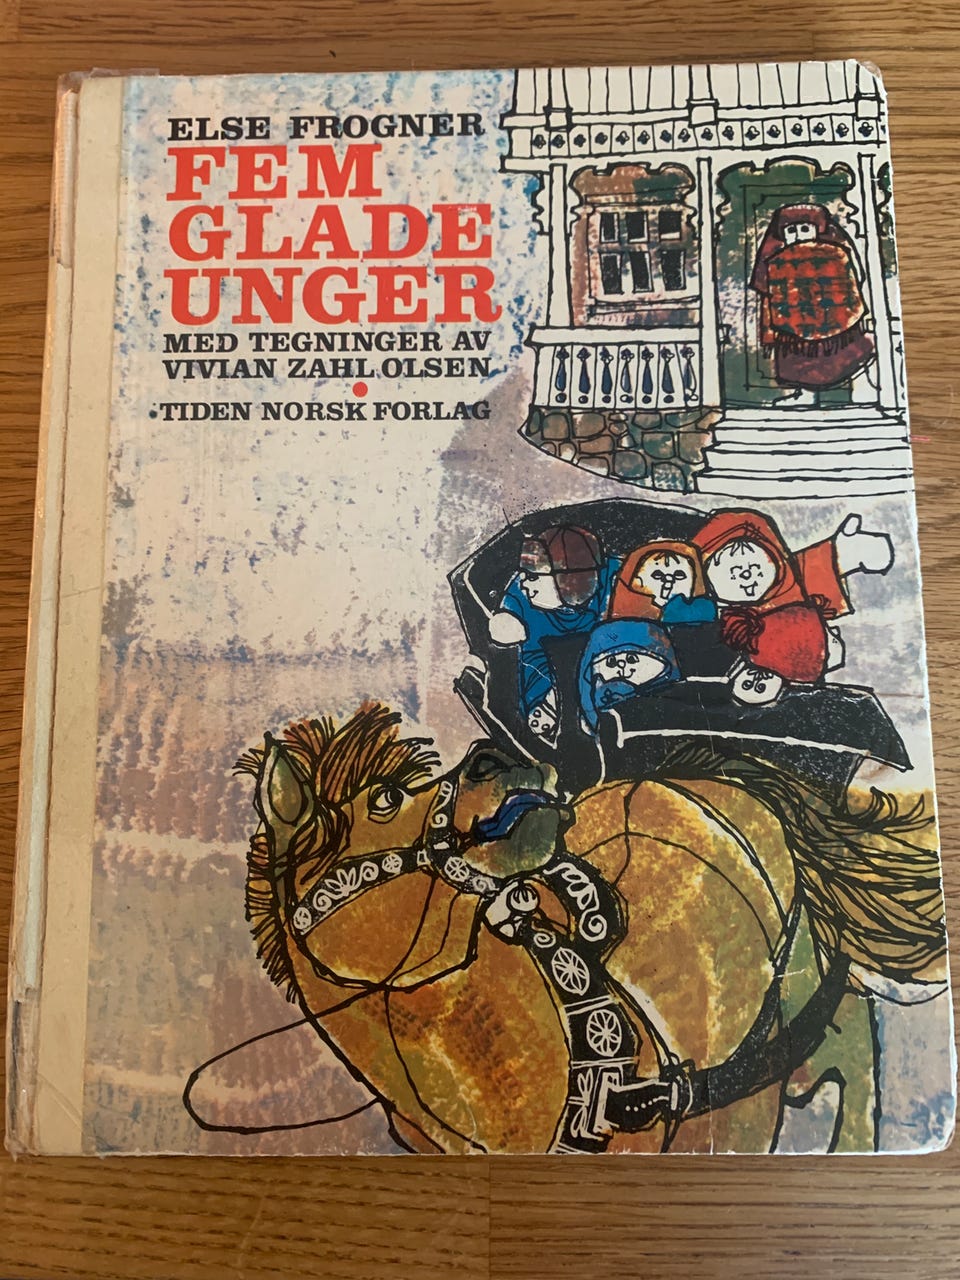 ELSE FROGNER
FEM
GLADE
UNGER
MED TEGNINGER AV
VIVIAN ZAHL OLSEN
TIDEN NORSK FORLAG